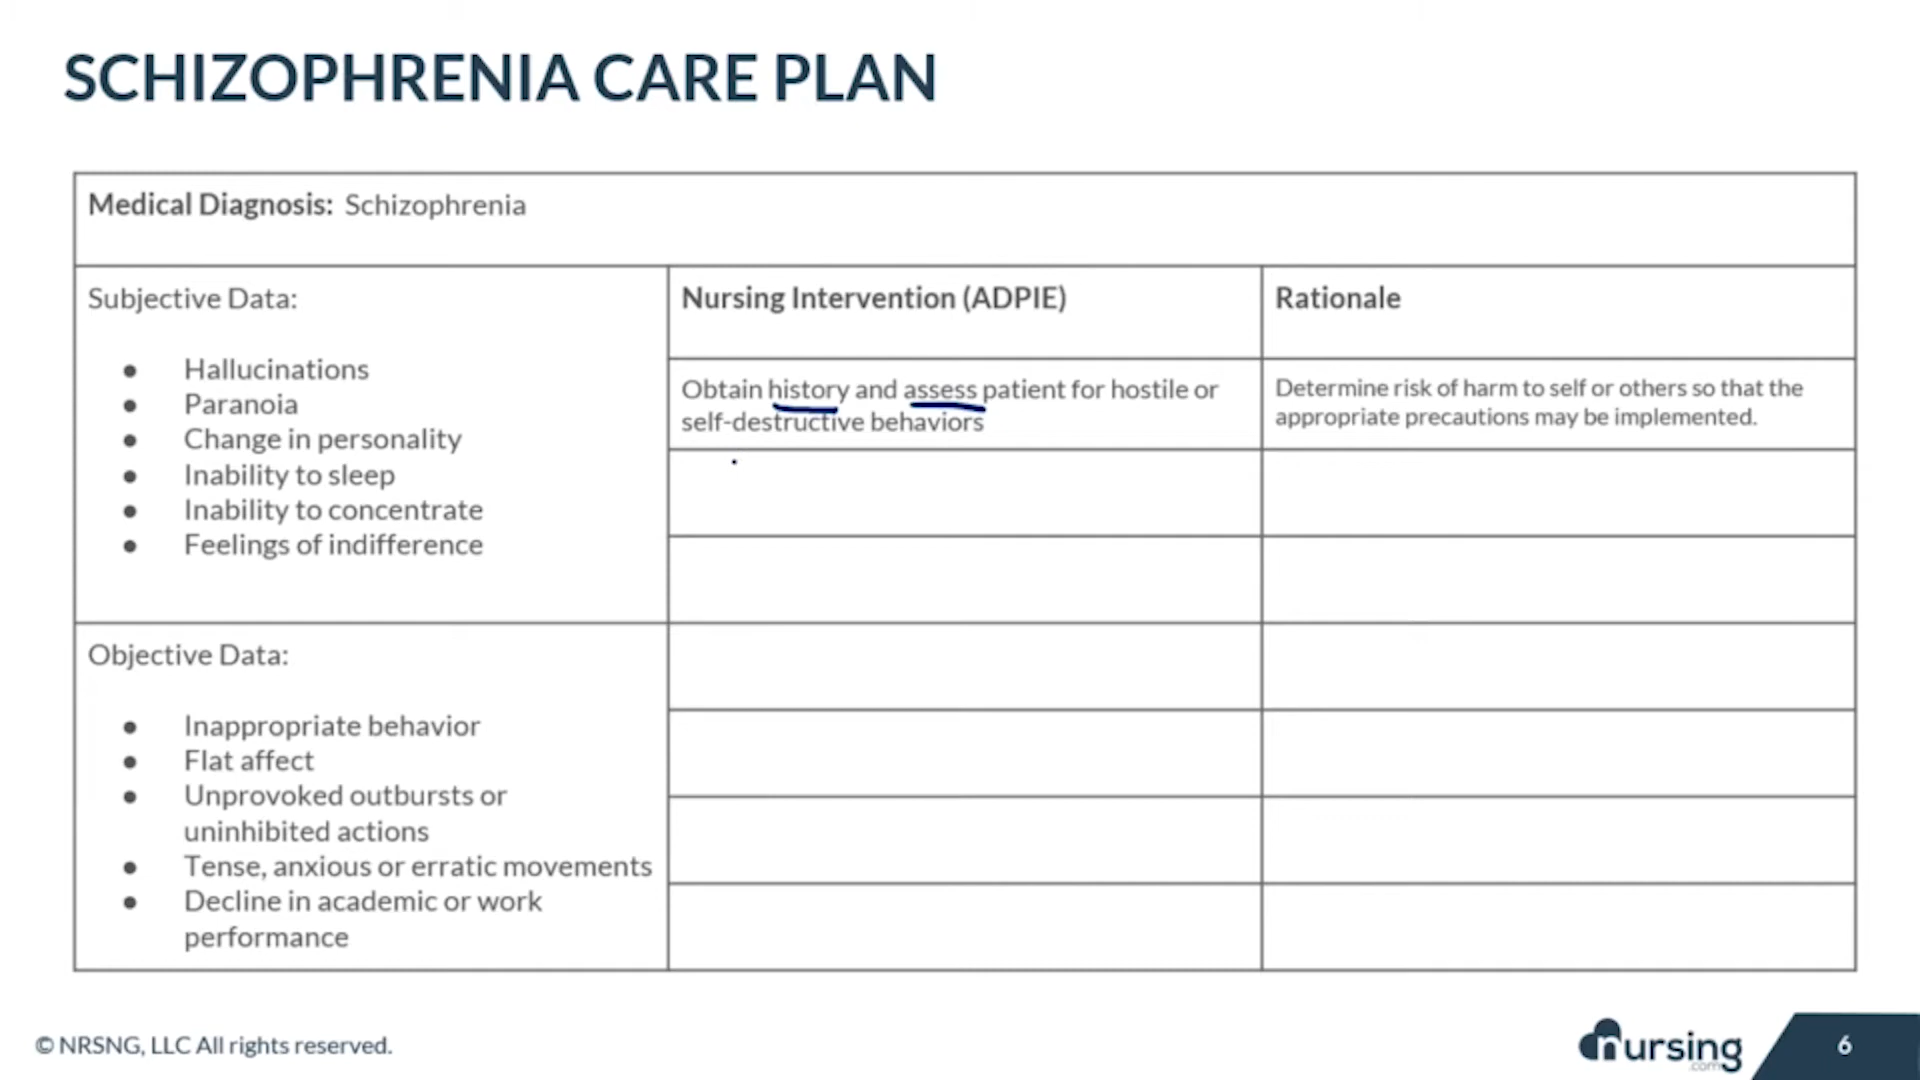 SCHIZOPHRENIA CARE PLAN
Medical Diagnosis: Schizophrenia
Subjective Data:
● Hallucinations
● Paranoia
● Change in personality
● Inability to sleep
● Inability to concentrate
● Feelings of indifference
Objective Data:
● Inappropriate behavior
● Flat affect
● Unprovoked outbursts or
uninhibited actions
● Tense, anxious or erratic movements
● Decline in academic or work
performance
Nursing Intervention (ADPIE)
Obtain history and assess patient for hostile or
self-destructive behaviors
Rationale
Determine risk of harm to self or others so that the
appropriate precautions may be implemented.
© NRSNG, LLC All rights reserved.
nursing
.com
6